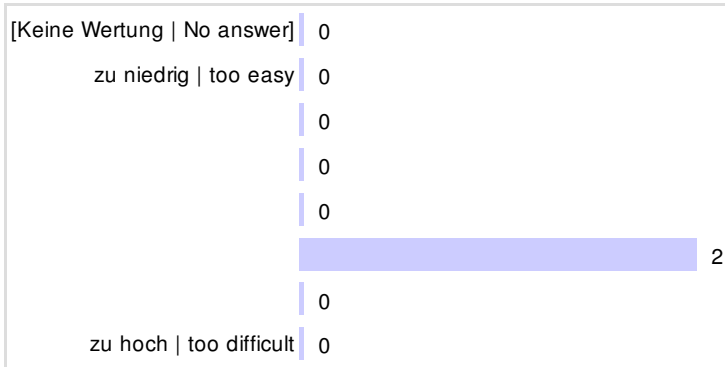 [Keine Wertung | No answer] 0
zu niedrig | too easy 0
0
0
0
2
0
zu hoch | too difficult 0